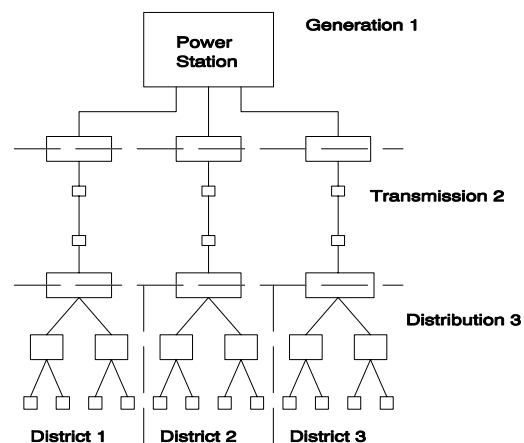 Generation 1
Power
Station
Transmission 2
Distribution 3
District 1
District 2
District 3